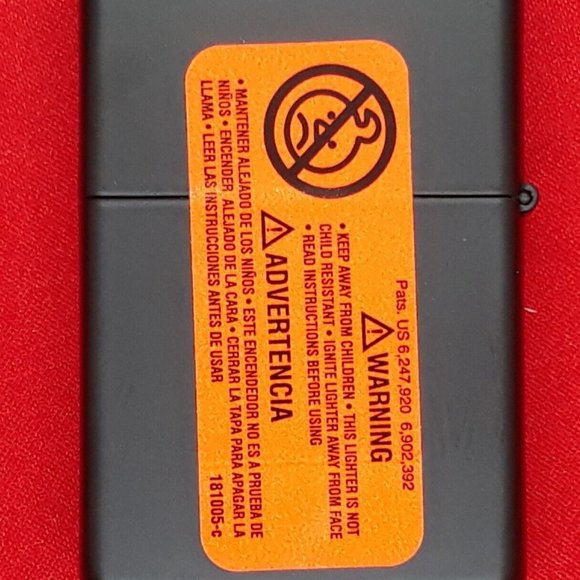 Pats. US 6,247,920 6,902,392
WARNING
• KEEP AWAY FROM CHILDREN • THIS LIGHTER IS NOT
CHILD RESISTANT • IGNITE LIGHTER AWAY FROM FACE
• READ INSTRUCTIONS BEFORE USING
ADVERTENCIA
• MANTENER ALEJADO DE LOS NIÑOS • ESTE ENCENDEDOR NO ES A PRUEBA DE
NIÑOS • ENCENDER ALEJADO DE LA CARA • CERRAR LA TAPA PARA APAGAR LA
LLAMA • LEER LAS INSTRUCCIONES ANTES DE USAR
181005-c